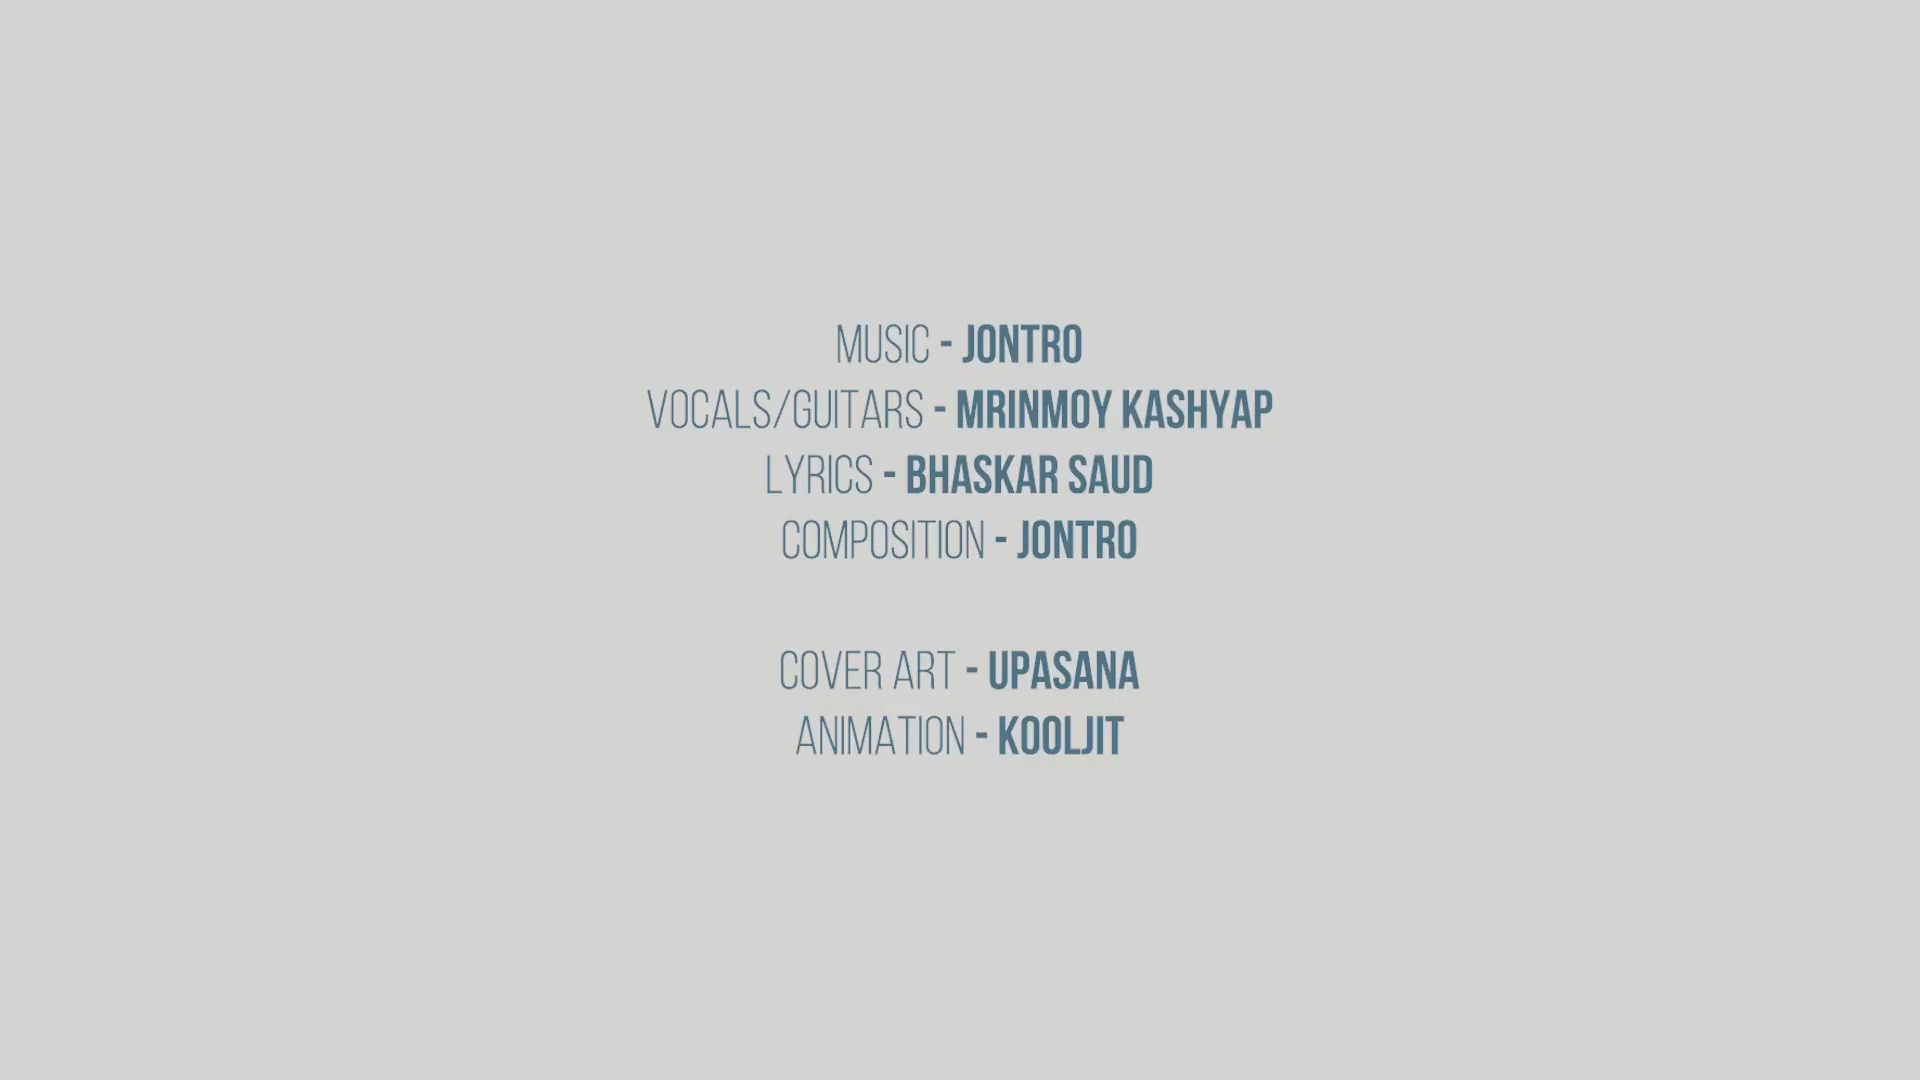 MUSIC - JONTRO
VOCALS/GUITARS - MRINMOY KASHYAP
LYRICS - BHASKAR SAUD
COMPOSITION - JONTRO
COVER ART - UPASANA
ANIMATION - KOOLJIT